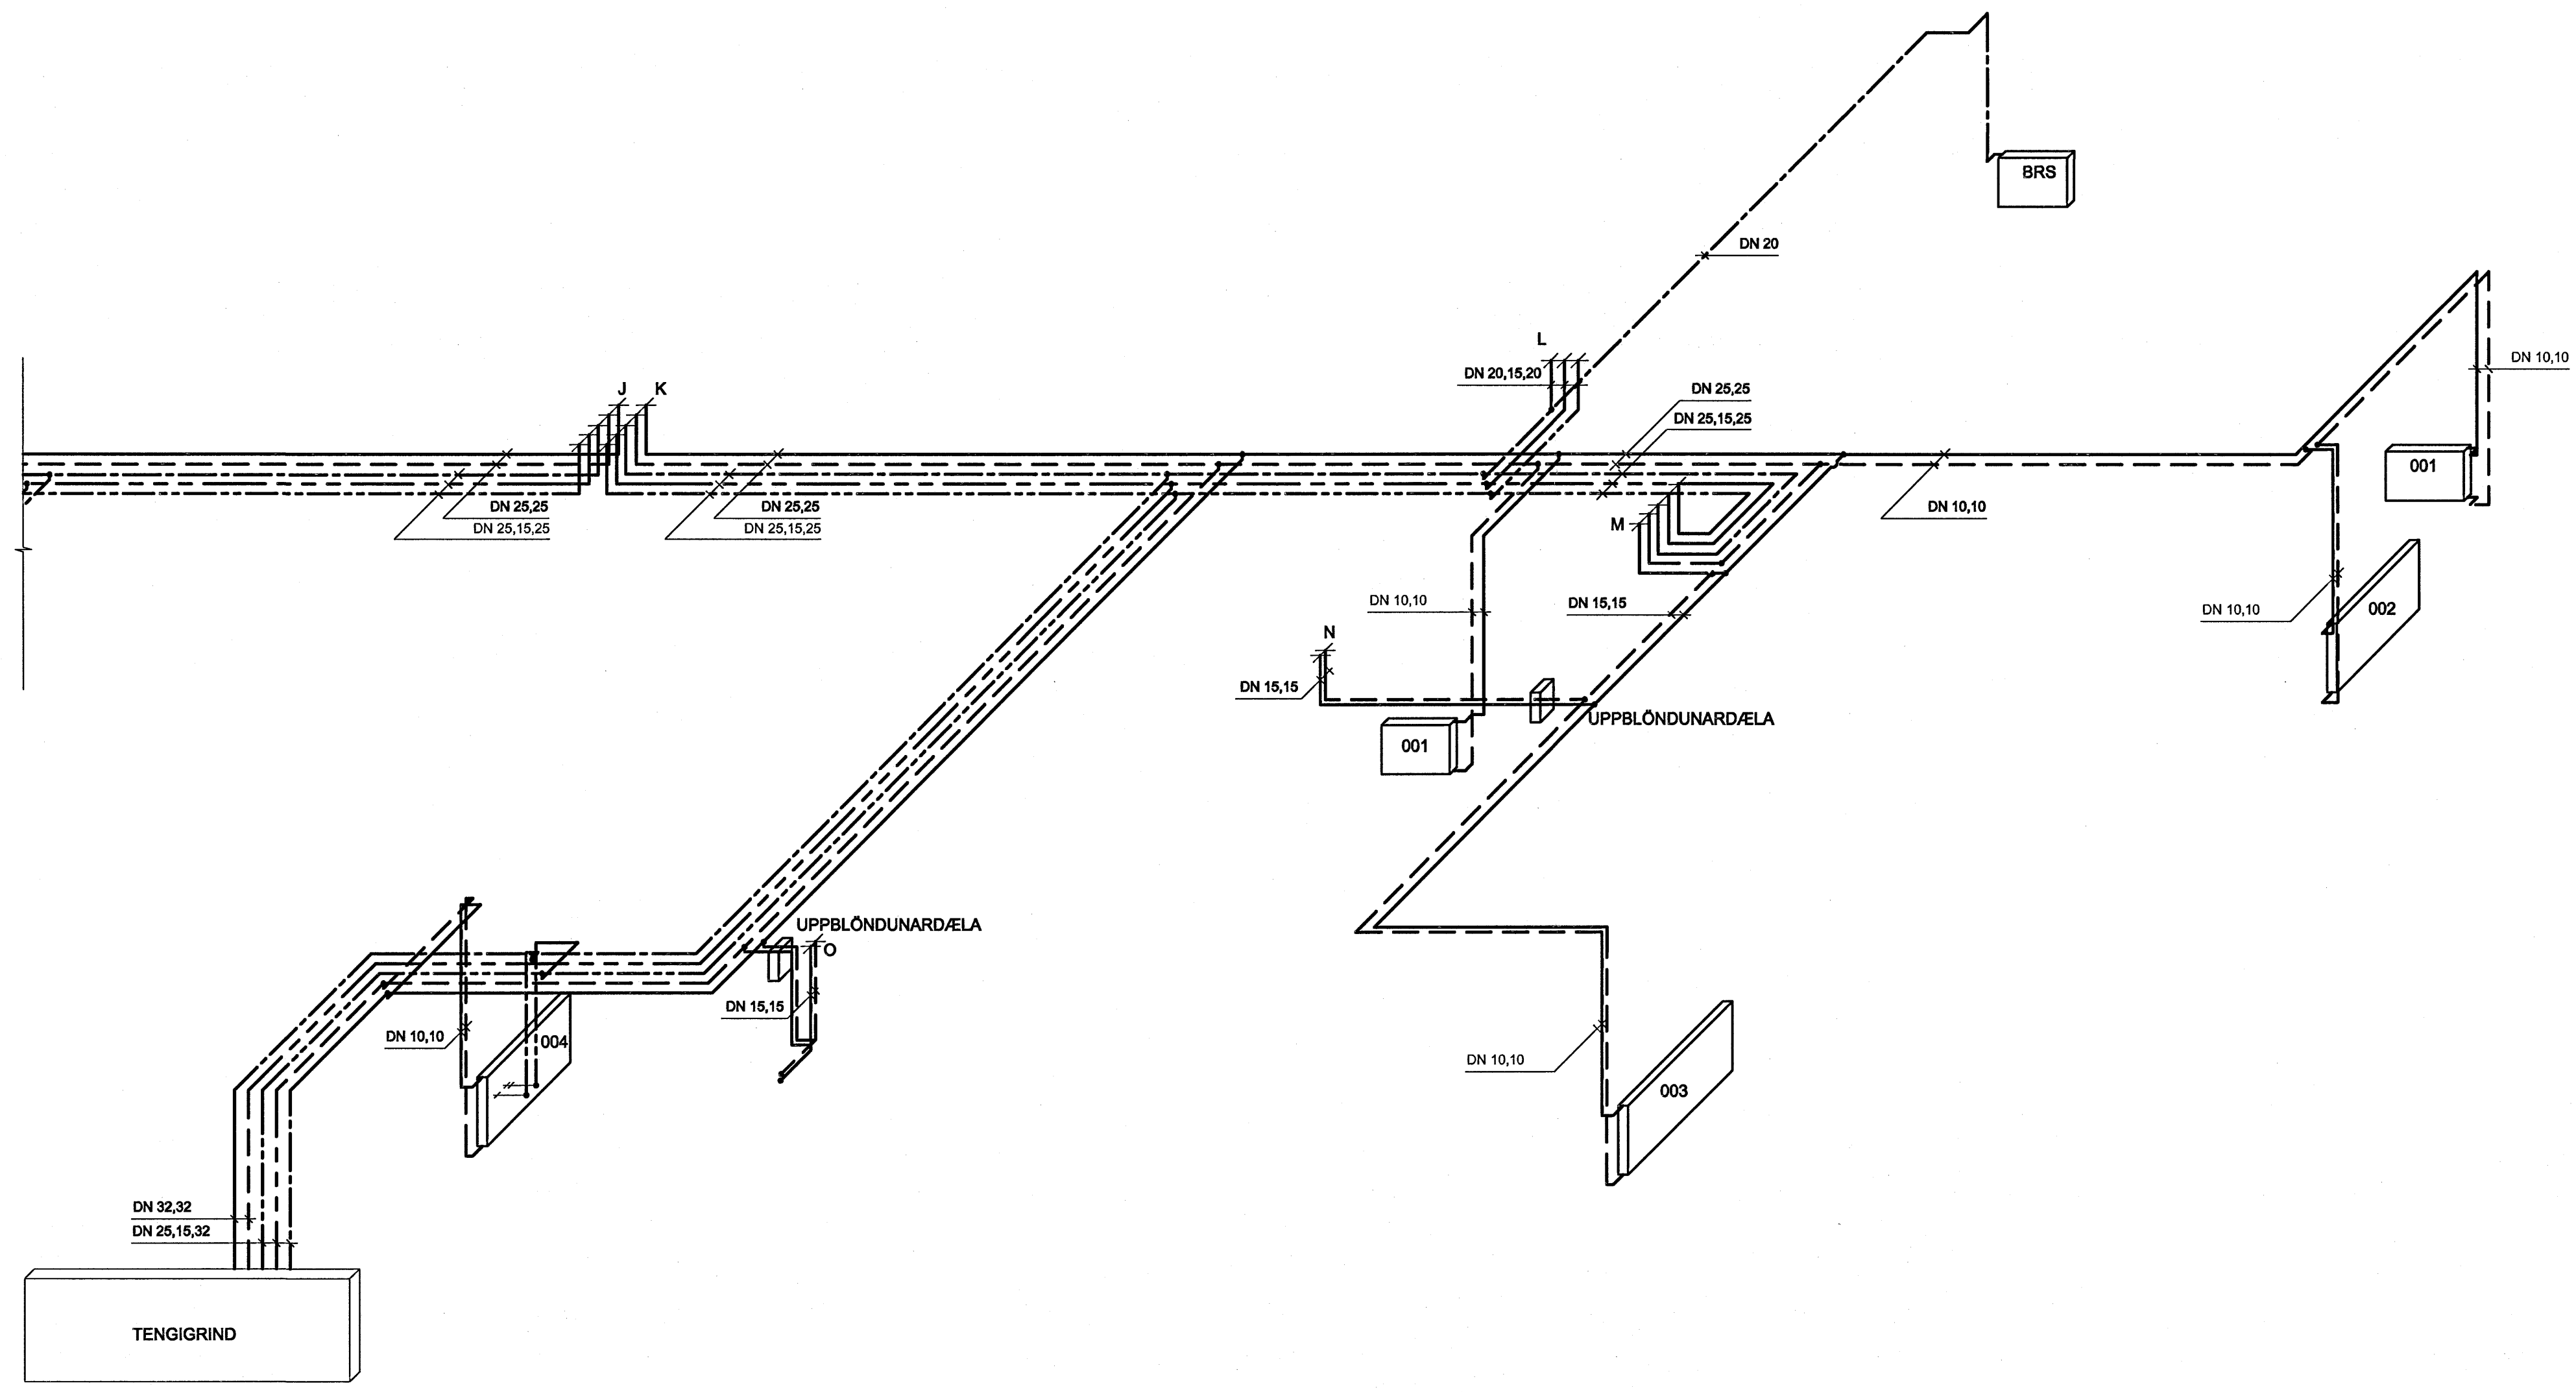 BRS
DN 20
L
DN 20,15,20
DN 10,10
DN 25,25
J
K
DN 25,15,25
001
DN 25,25
DN 25,15,25
DN 25,25
DN 25,15,25
M
DN 10,10
DN 10,10
DN 15,15
DN 10,10
002
N
DN 15,15
UPPBLÖNDUNARDÆLA
001
UPPBLÖNDUNARDÆLA
O
DN 15,15
DN 10,10
004
DN 10,10
003
DN 32,32
DN 25,15,32
TENGIGRIND